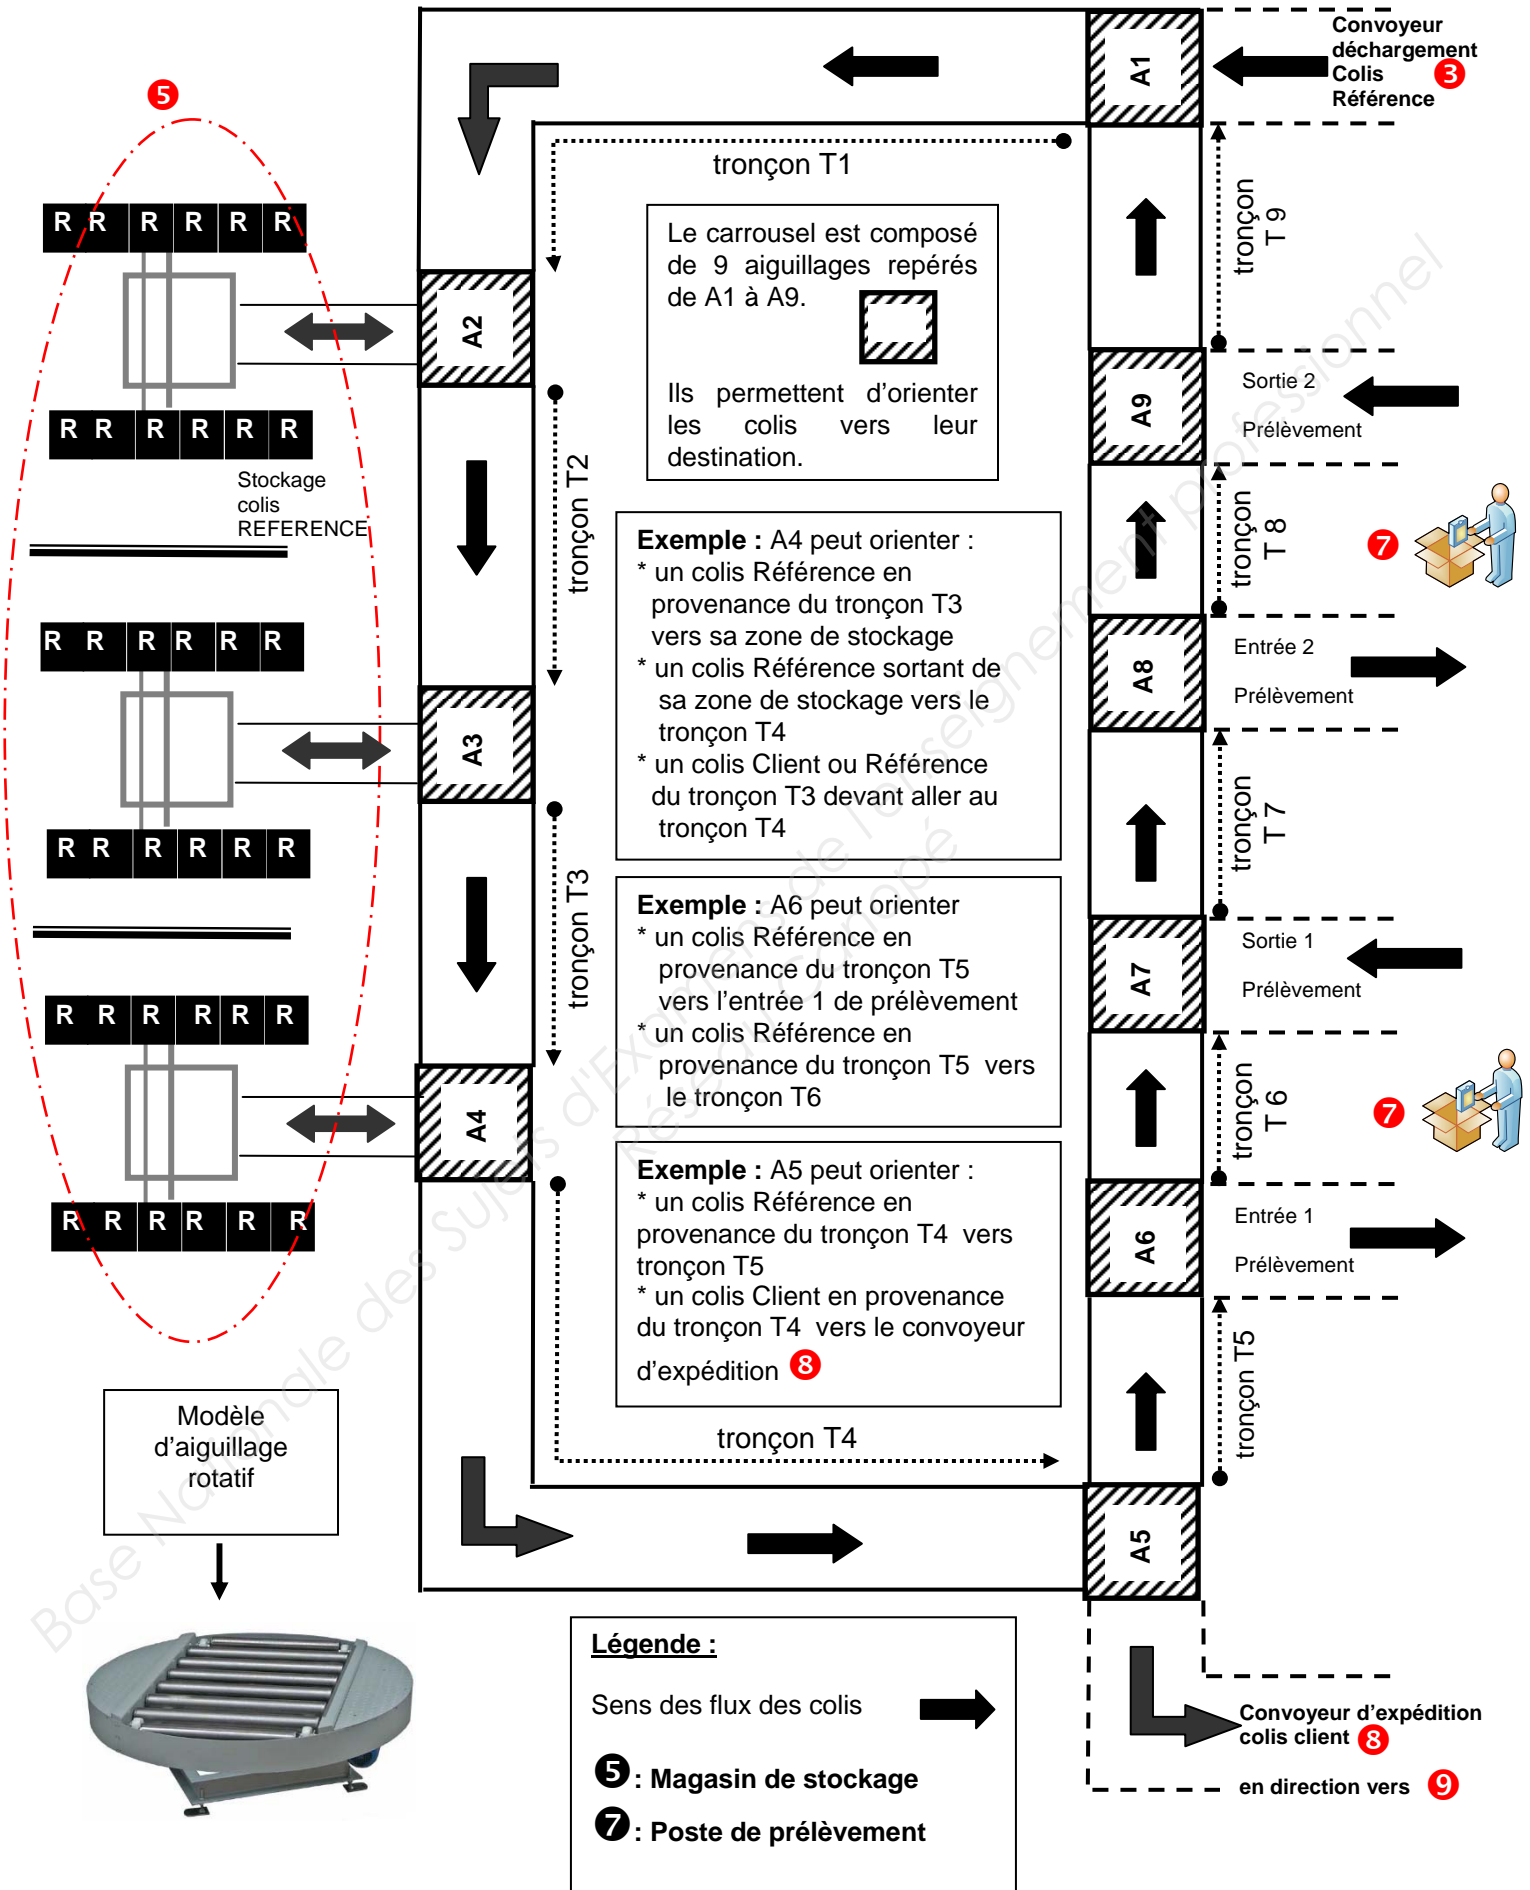 Convoyeur
déchargement
Colis ❸
Référence
A1
❺
tronçon T1
tronçon
T 9
R R R R R R
Le carrousel est composé
de 9 aiguillages repérés
de A1 à A9.
Ils permettent d'orienter
les colis vers leur
destination.
A2
A9
Sortie 2
Prélèvement
R R R R R R
Stockage
colis
REFERENCE
tronçon T2
tronçon
T 8
❼
Exemple : A4 peut orienter :
* un colis Référence en
provenance du tronçon T3
vers sa zone de stockage
* un colis Référence sortant de
sa zone de stockage vers le
tronçon T4
* un colis Client ou Référence
du tronçon T3 devant aller au
tronçon T4
R R R R R R
A3
A8
Entrée 2
Prélèvement
tronçon
T 7
R R R R R R
tronçon T3
Exemple : A6 peut orienter
* un colis Référence en
provenance du tronçon T5
vers l'entrée 1 de prélèvement
* un colis Référence en
provenance du tronçon T5 vers
le tronçon T6
A7
Sortie 1
Prélèvement
R R R R R R
A4
tronçon
T 6
❼
Exemple : A5 peut orienter :
* un colis Référence en
provenance du tronçon T4 vers
tronçon T5
* un colis Client en provenance
du tronçon T4 vers le convoyeur
d'expédition ❽
R R R R R R
A6
Entrée 1
Prélèvement
tronçon T5
Modèle
d'aiguillage
rotatif
tronçon T4
A5
Légende :
Sens des flux des colis
❺ : Magasin de stockage
❼ : Poste de prélèvement
Convoyeur d'expédition
colis client ❽
en direction vers ❾
Base Nationale des Sujets d'Examens de l'enseignement professionnel
Réseau Canopé